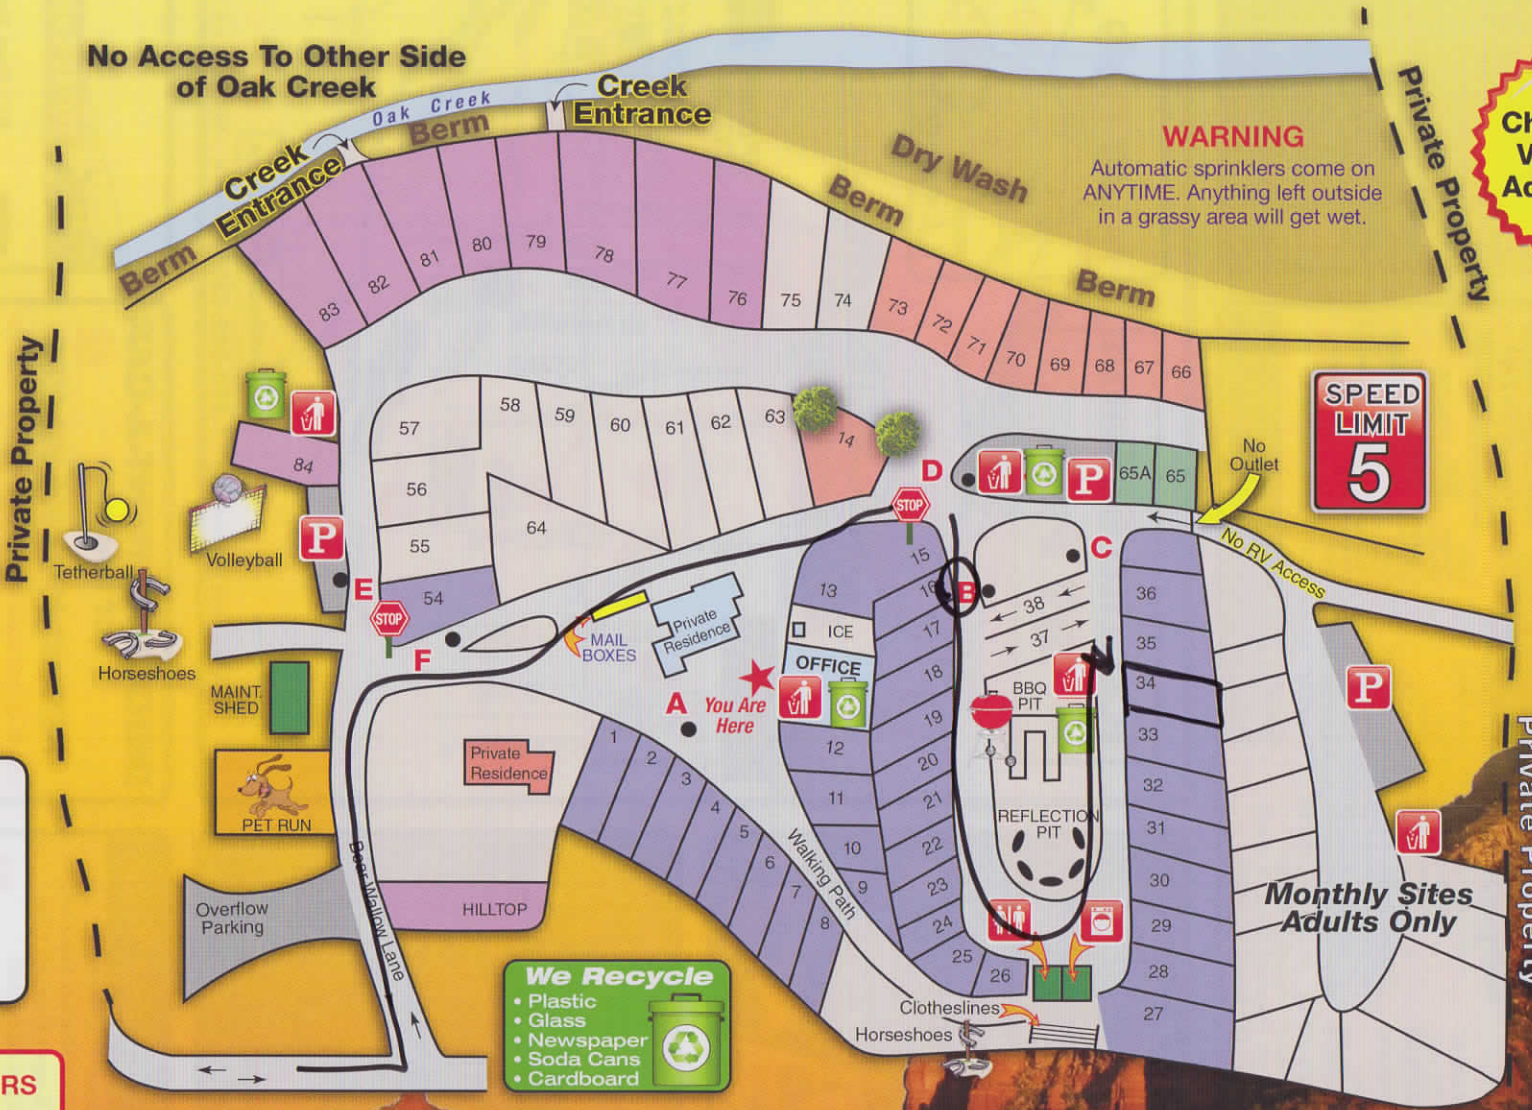 No Access To Other Side
of Oak Creek
Oak Creek
Creek
Entrance
Berm
Creek
Entrance
Berm
Dry Wash
Berm
Berm
WARNING
Automatic sprinklers come on
ANYTIME. Anything left outside
in a grassy area will get wet.
Private Property
Ch
Ad
83
82
81
80
79
78
77
76
75
74
73
72
71
70
69
68
67
66
Private Property
57
58
59
60
61
62
63
14
84
56
55
54
64
P
Volleyball
Tetherball
Horseshoes
E
STOP
F
MAIL
BOXES
Private
Residence
D
STOP
P
65A
65
No
Outlet
SPEED
LIMIT
5
No RV Access
C
B
38
37
15
16
13
ICE
OFFICE
17
18
19
20
21
22
23
24
25
26
12
11
10
9
A
You Are
Here
BBQ
PIT
REFLECTION
PIT
36
35
34
33
32
31
30
29
28
27
P
Monthly Sites
Adults Only
Private Property
MAINT.
SHED
PET RUN
Private
Residence
HILLTOP
Overflow
Parking
Bear Wallow Lane
1
2
3
4
5
6
7
8
Walking Path
Clotheslines
Horseshoes
We Recycle
• Plastic
• Glass
• Newspaper
• Soda Cans
• Cardboard
RS